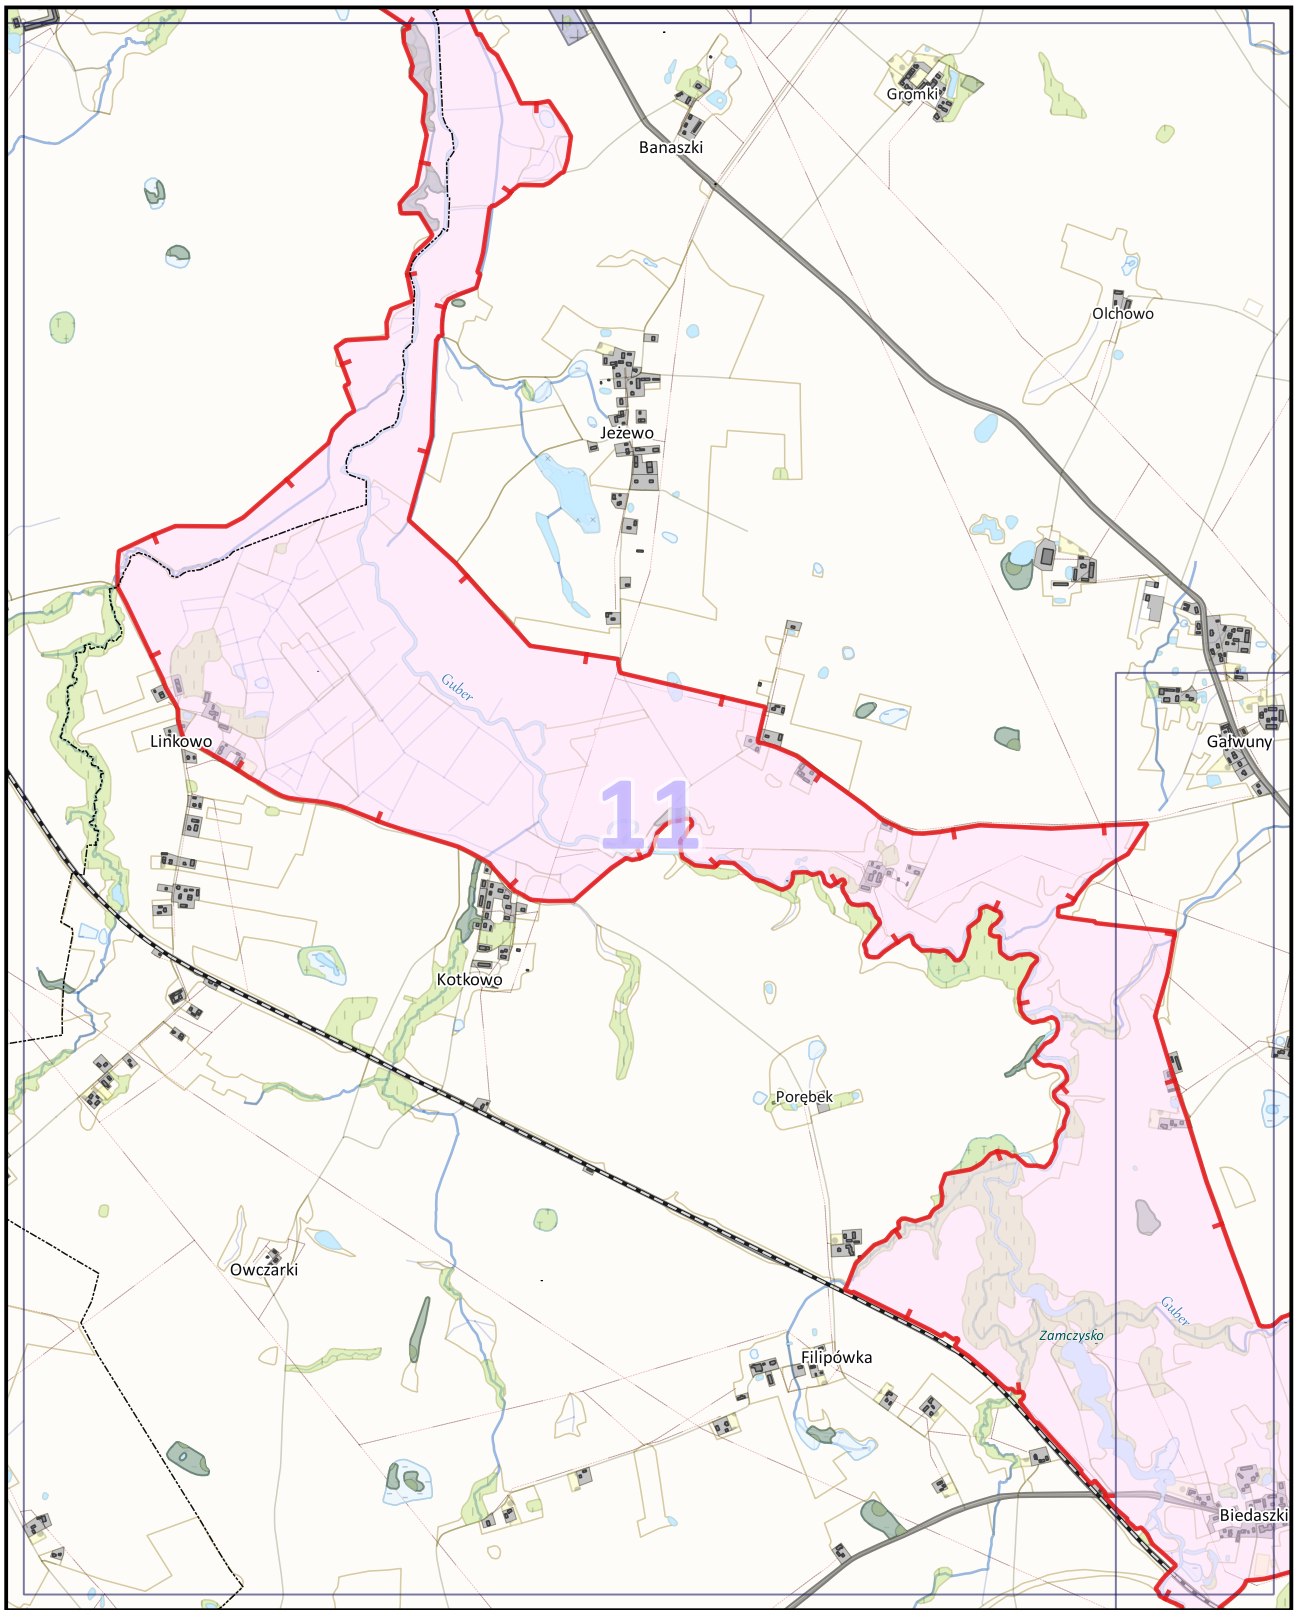 Gromki
Banaszki
Olchowo
Jeżewo
Guber
Linkowo
Gałwuny
11
Kotkowo
Porębek
Owczarki
Guber
Zamczysko
Filipówka
Biedaszki